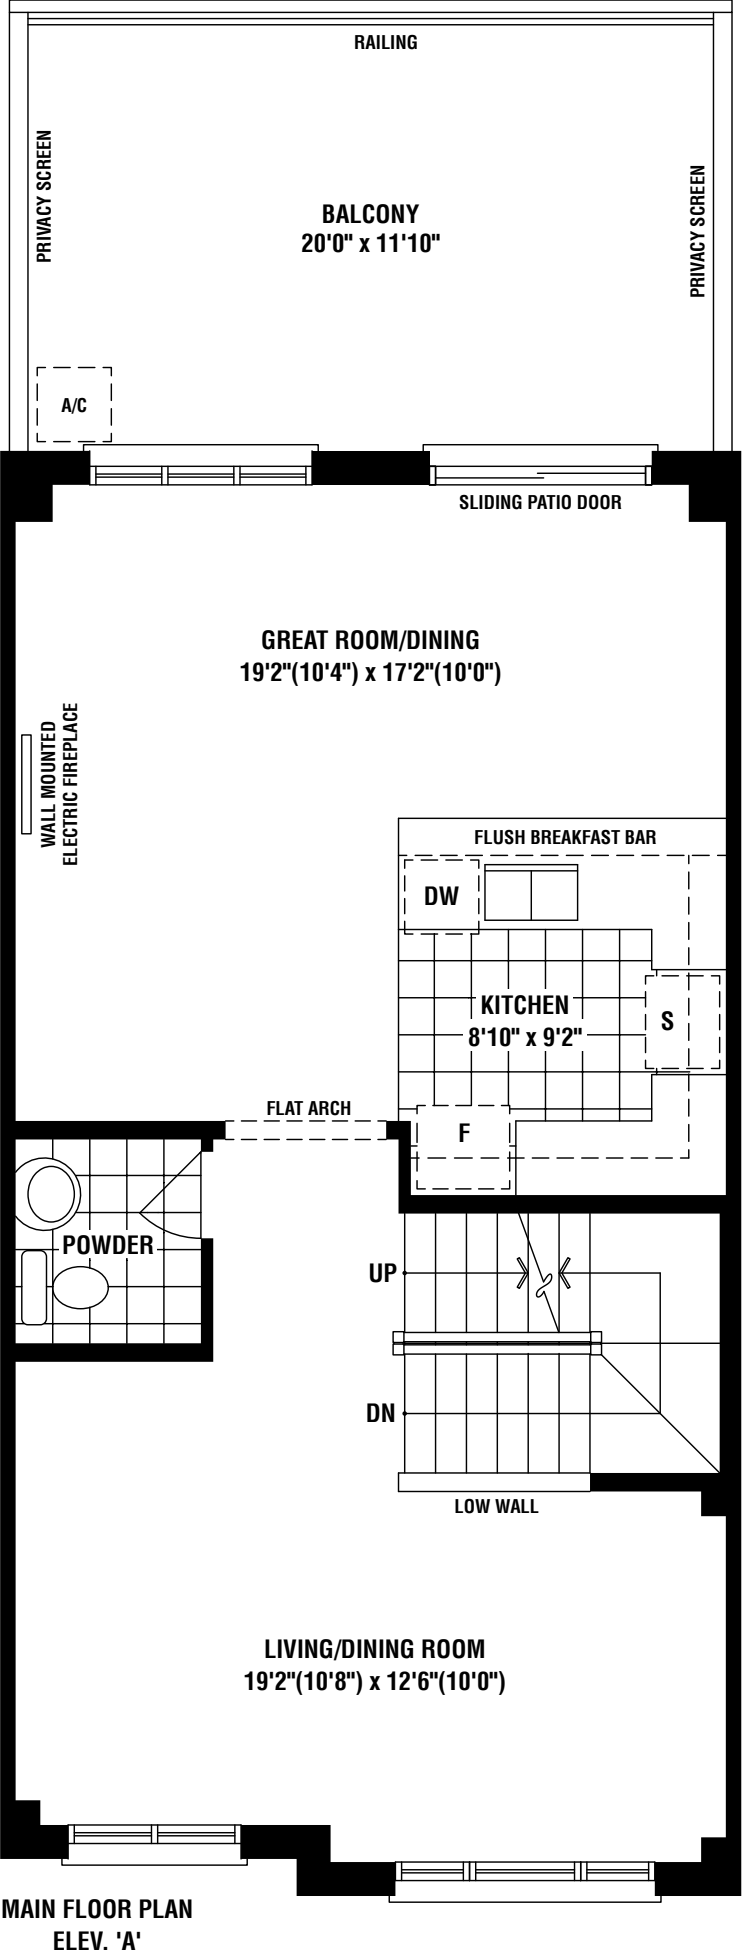 RAILING
PRIVACY SCREEN
PRIVACY SCREEN
BALCONY
20'0" x 11'10"
A/C
SLIDING PATIO DOOR
GREAT ROOM/DINING
19'2"(10'4") x 17'2"(10'0")
WALL MOUNTED
ELECTRIC FIREPLACE
FLUSH BREAKFAST BAR
DW
KITCHEN
8'10" x 9'2"
S
FLAT ARCH
F
POWDER
UP
DN
LOW WALL
LIVING/DINING ROOM
19'2"(10'8") x 12'6"(10'0")
MAIN FLOOR PLAN
ELEV. 'A'